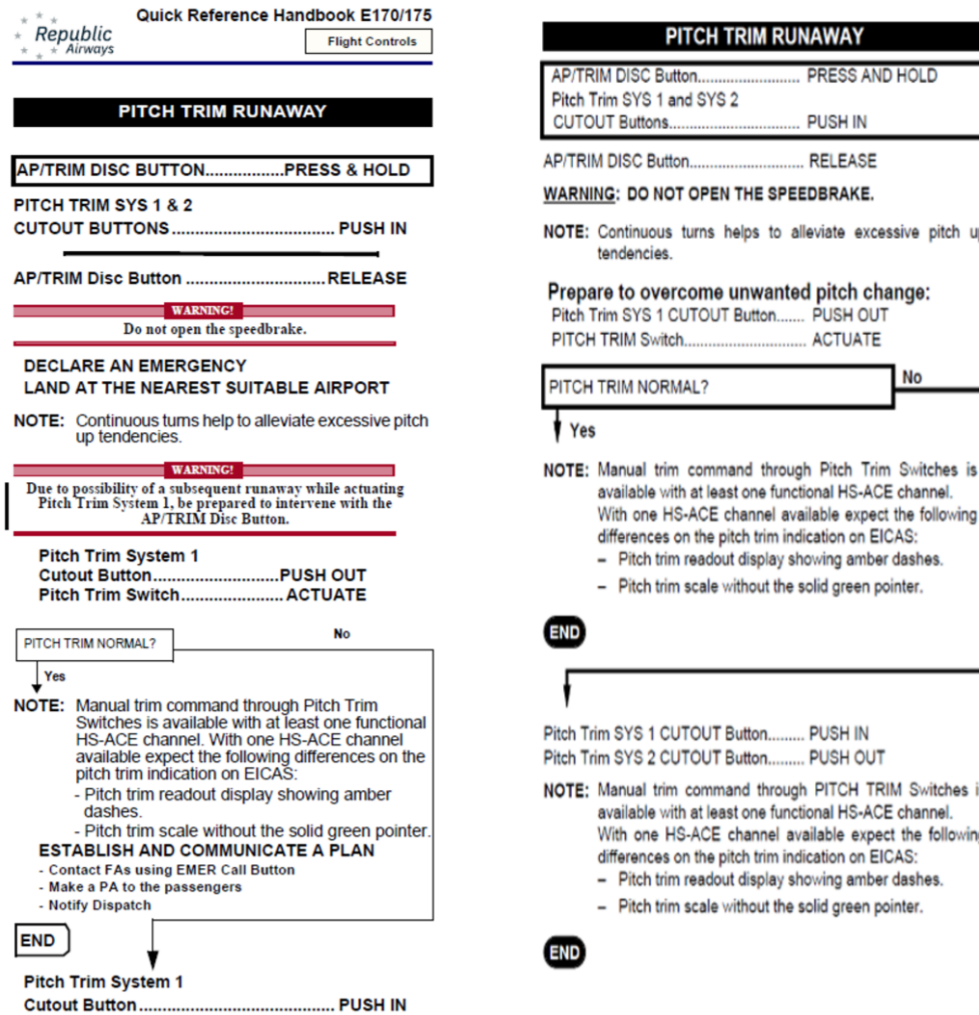 Quick Reference Handbook E170/175
Republic
Airways
Flight Controls
PITCH TRIM RUNAWAY
AP/TRIM DISC BUTTON.................PRESS & HOLD
PITCH TRIM SYS 1 & 2
CUTOUT BUTTONS................................... PUSH IN
AP/TRIM Disc Button ..............................RELEASE
WARNING!
Do not open the speedbrake.
DECLARE AN EMERGENCY
LAND AT THE NEAREST SUITABLE AIRPORT
NOTE: Continuous turns help to alleviate excessive pitch
up tendencies.
WARNING!
Due to possibility of a subsequent runaway while actuating
Pitch Trim System 1, be prepared to intervene with the
AP/TRIM Disc Button.
Pitch Trim System 1
Cutout Button...........................PUSH OUT
Pitch Trim Switch...................... ACTUATE
PITCH TRIM NORMAL?
No
Yes
NOTE: Manual trim command through Pitch Trim
Switches is available with at least one functional
HS-ACE channel. With one HS-ACE channel
available expect the following differences on the
pitch trim indication on EICAS:
- Pitch trim readout display showing amber
dashes.
- Pitch trim scale without the solid green pointer.
ESTABLISH AND COMMUNICATE A PLAN
- Contact FAs using EMER Call Button
- Make a PA to the passengers
- Notify Dispatch
END
Pitch Trim System 1
Cutout Button.......................................... PUSH IN
PITCH TRIM RUNAWAY
AP/TRIM DISC Button.......................... PRESS AND HOLD
Pitch Trim SYS 1 and SYS 2
CUTOUT Buttons................................. PUSH IN
AP/TRIM DISC Button............................. RELEASE
WARNING: DO NOT OPEN THE SPEEDBRAKE.
NOTE: Continuous turns helps to alleviate excessive pitch u
tendencies.
Prepare to overcome unwanted pitch change:
Pitch Trim SYS 1 CUTOUT Button....... PUSH OUT
PITCH TRIM Switch............................... ACTUATE
PITCH TRIM NORMAL?
No
Yes
NOTE: Manual trim command through Pitch Trim Switches is
available with at least one functional HS-ACE channel.
With one HS-ACE channel available expect the following
differences on the pitch trim indication on EICAS:
– Pitch trim readout display showing amber dashes.
– Pitch trim scale without the solid green pointer.
END
Pitch Trim SYS 1 CUTOUT Button......... PUSH IN
Pitch Trim SYS 2 CUTOUT Button......... PUSH OUT
NOTE: Manual trim command through PITCH TRIM Switches i
available with at least one functional HS-ACE channel.
With one HS-ACE channel available expect the following
differences on the pitch trim indication on EICAS:
– Pitch trim readout display showing amber dashes.
– Pitch trim scale without the solid green pointer.
END